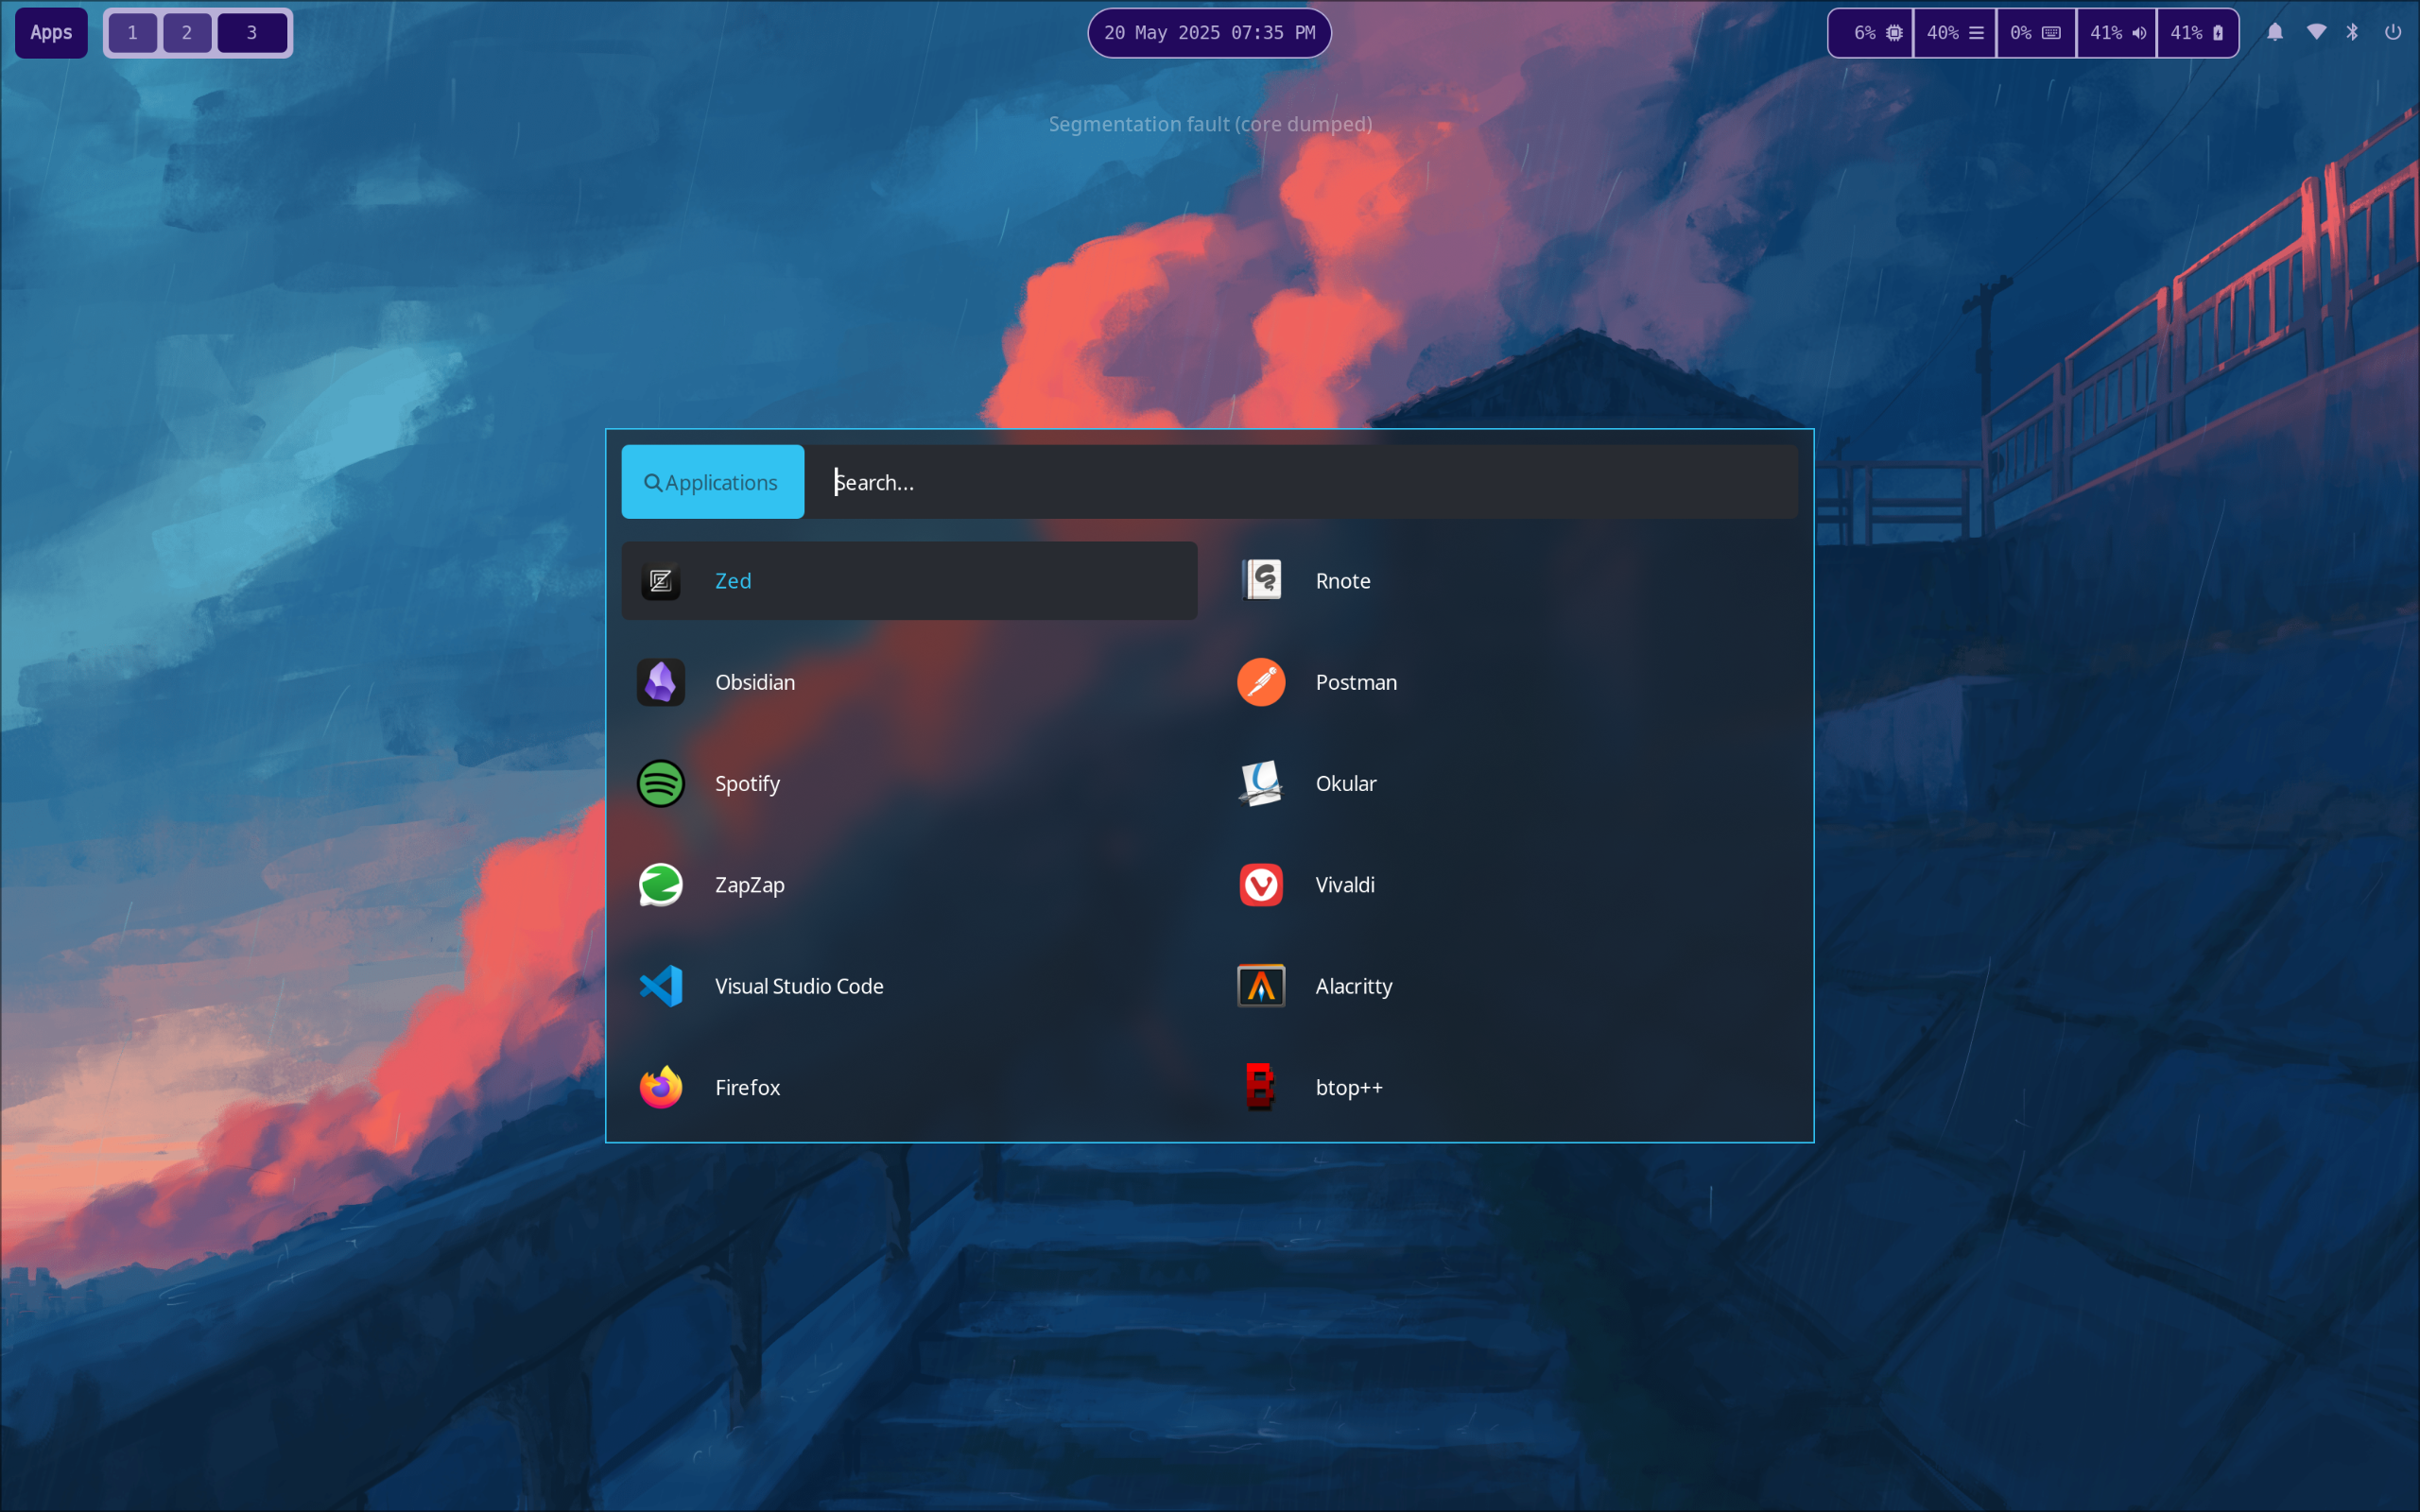 Apps 1 2 3 20 May 2025 07:35 PM 6% 40% 0% 41% 41%
Segmentation fault (core dumped)
Applications Search...
Zed Rnote
Obsidian Postman
Spotify Okular
ZapZap Vivaldi
Visual Studio Code Alacritty
Firefox btop++